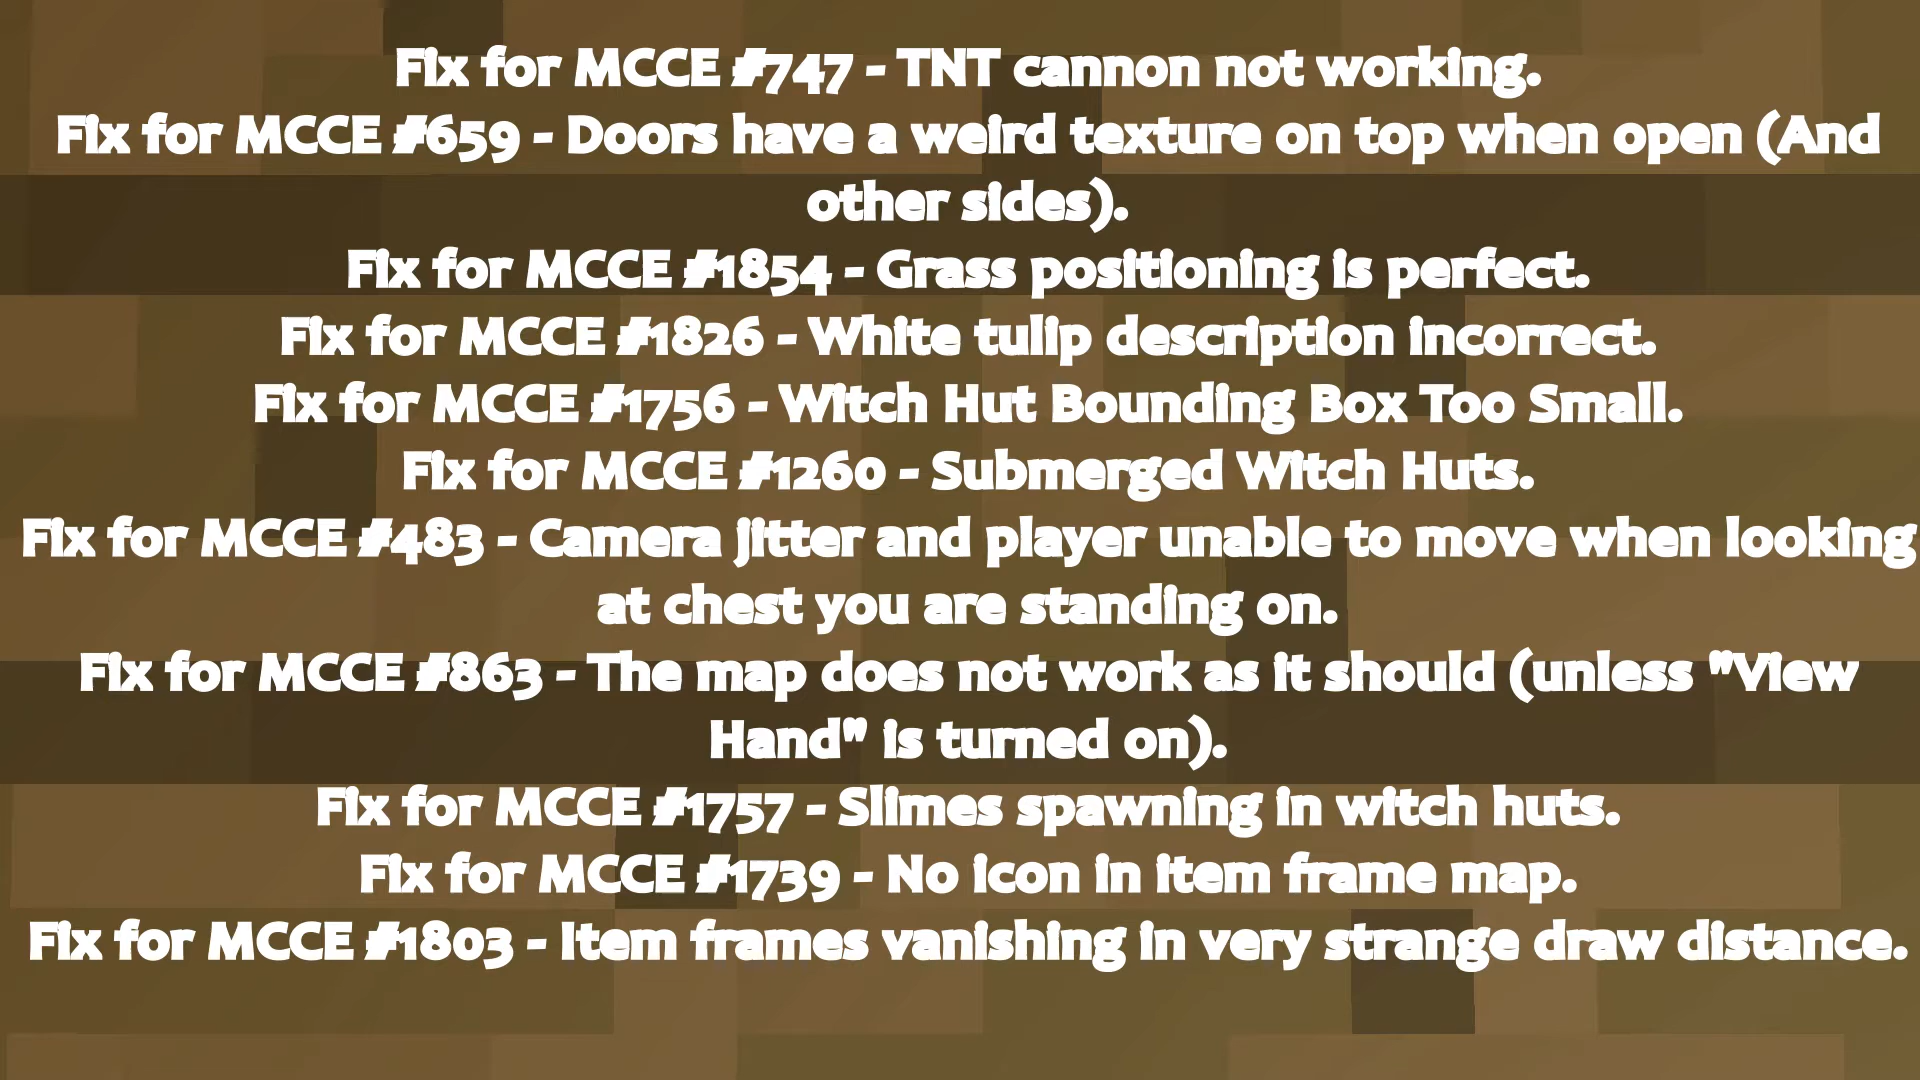 Fix for MCCE #747 - TNT cannon not working.
Fix for MCCE #659 - Doors have a weird texture on top when open (And
other sides).
Fix for MCCE #1854 - Grass positioning is perfect.
Fix for MCCE #1826 - White tulip description incorrect.
Fix for MCCE #1756 - Witch Hut Bounding Box Too Small.
Fix for MCCE #1260 - Submerged Witch Huts.
Fix for MCCE #483 - Camera jitter and player unable to move when looking
at chest you are standing on.
Fix for MCCE #863 - The map does not work as it should (unless "View
Hand" is turned on).
Fix for MCCE #1757 - Slimes spawning in witch huts.
Fix for MCCE #1739 - No icon in item frame map.
Fix for MCCE #1803 - Item frames vanishing in very strange draw distance.